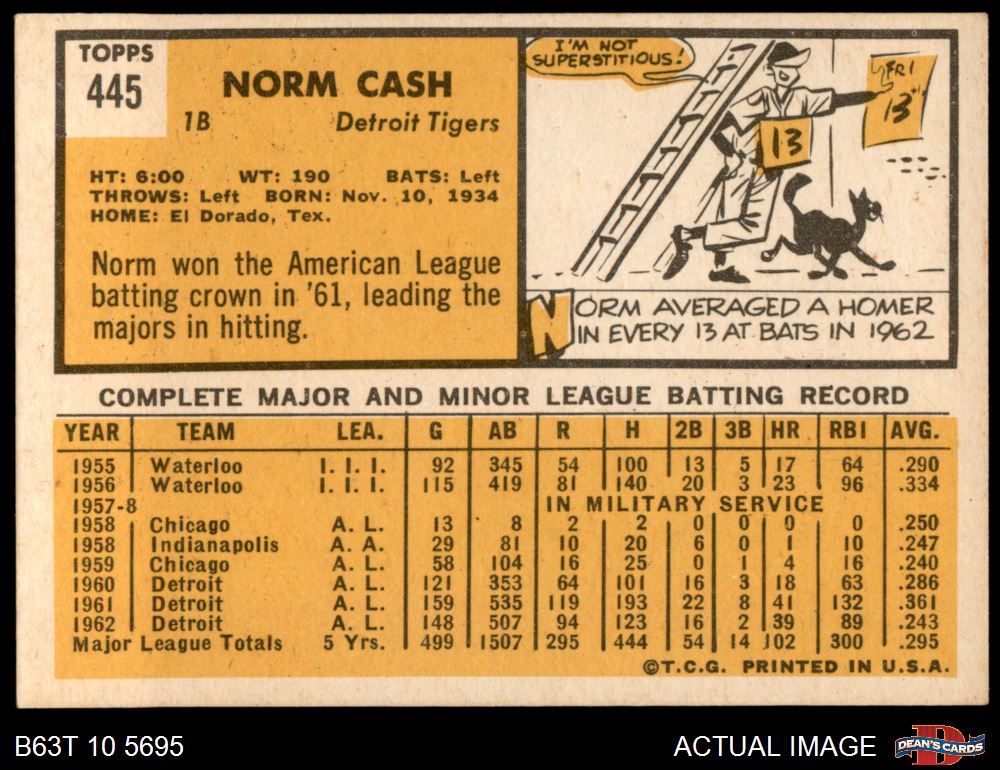 TOPPS
445
NORM CASH
1B Detroit Tigers
HT: 6:00 WT: 190 BATS: Left
THROWS: Left BORN: Nov. 10, 1934
HOME: El Dorado, Tex.
Norm won the American League
batting crown in '61, leading the
majors in hitting.
I'M NOT
SUPERSTITIOUS!
FRI
13th
13
NORM AVERAGED A HOMER
IN EVERY 13 AT BATS IN 1962
COMPLETE MAJOR AND MINOR LEAGUE BATTING RECORD
YEAR TEAM LEA. G AB R H 2B 3B HR RBI AVG.
1955 Waterloo I. I. I. 92 345 54 100 13 5 17 64 .290
1956 Waterloo I. I. I. 115 419 81 140 20 3 23 96 .334
1957-8 IN MILITARY SERVICE
1958 Chicago A. L. 13 8 2 2 0 0 0 0 .250
1958 Indianapolis A. A. 29 81 10 20 6 0 1 10 .247
1959 Chicago A. L. 58 104 16 25 0 1 4 16 .240
1960 Detroit A. L. 121 353 64 101 16 3 18 63 .286
1961 Detroit A. L. 159 535 119 193 22 8 41 132 .361
1962 Detroit A. L. 148 507 94 123 16 2 39 89 .243
Major League Totals 5 Yrs. 499 1507 295 444 54 14 102 300 .295
©T.C.G. PRINTED IN U.S.A.
B63T 10 5695
ACTUAL IMAGE
D
DEAN'S CARDS